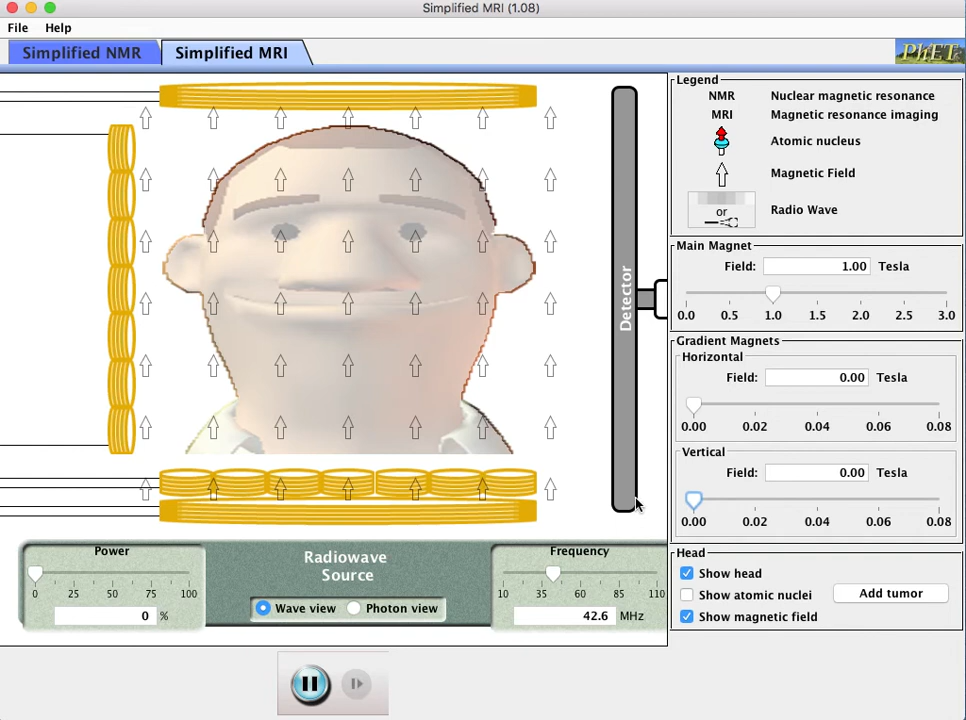 Simplified MRI (1.08)
File Help
Simplified NMR Simplified MRI PhET
Legend
NMR Nuclear magnetic resonance
MRI Magnetic resonance imaging
Atomic nucleus
Magnetic Field
or Radio Wave
Main Magnet
Field: 1.00 Tesla
0.0 0.5 1.0 1.5 2.0 2.5 3.0
Gradient Magnets
Horizontal
Field: 0.00 Tesla
0.00 0.02 0.04 0.06 0.08
Vertical
Field: 0.00 Tesla
0.00 0.02 0.04 0.06 0.08
Head
Show head
Show atomic nuclei
Show magnetic field
Add tumor
Detector
Power
0 25 50 75 100
0 %
Radiowave
Source
Wave view Photon view
Frequency
10 35 60 85 110
42.6 MHz